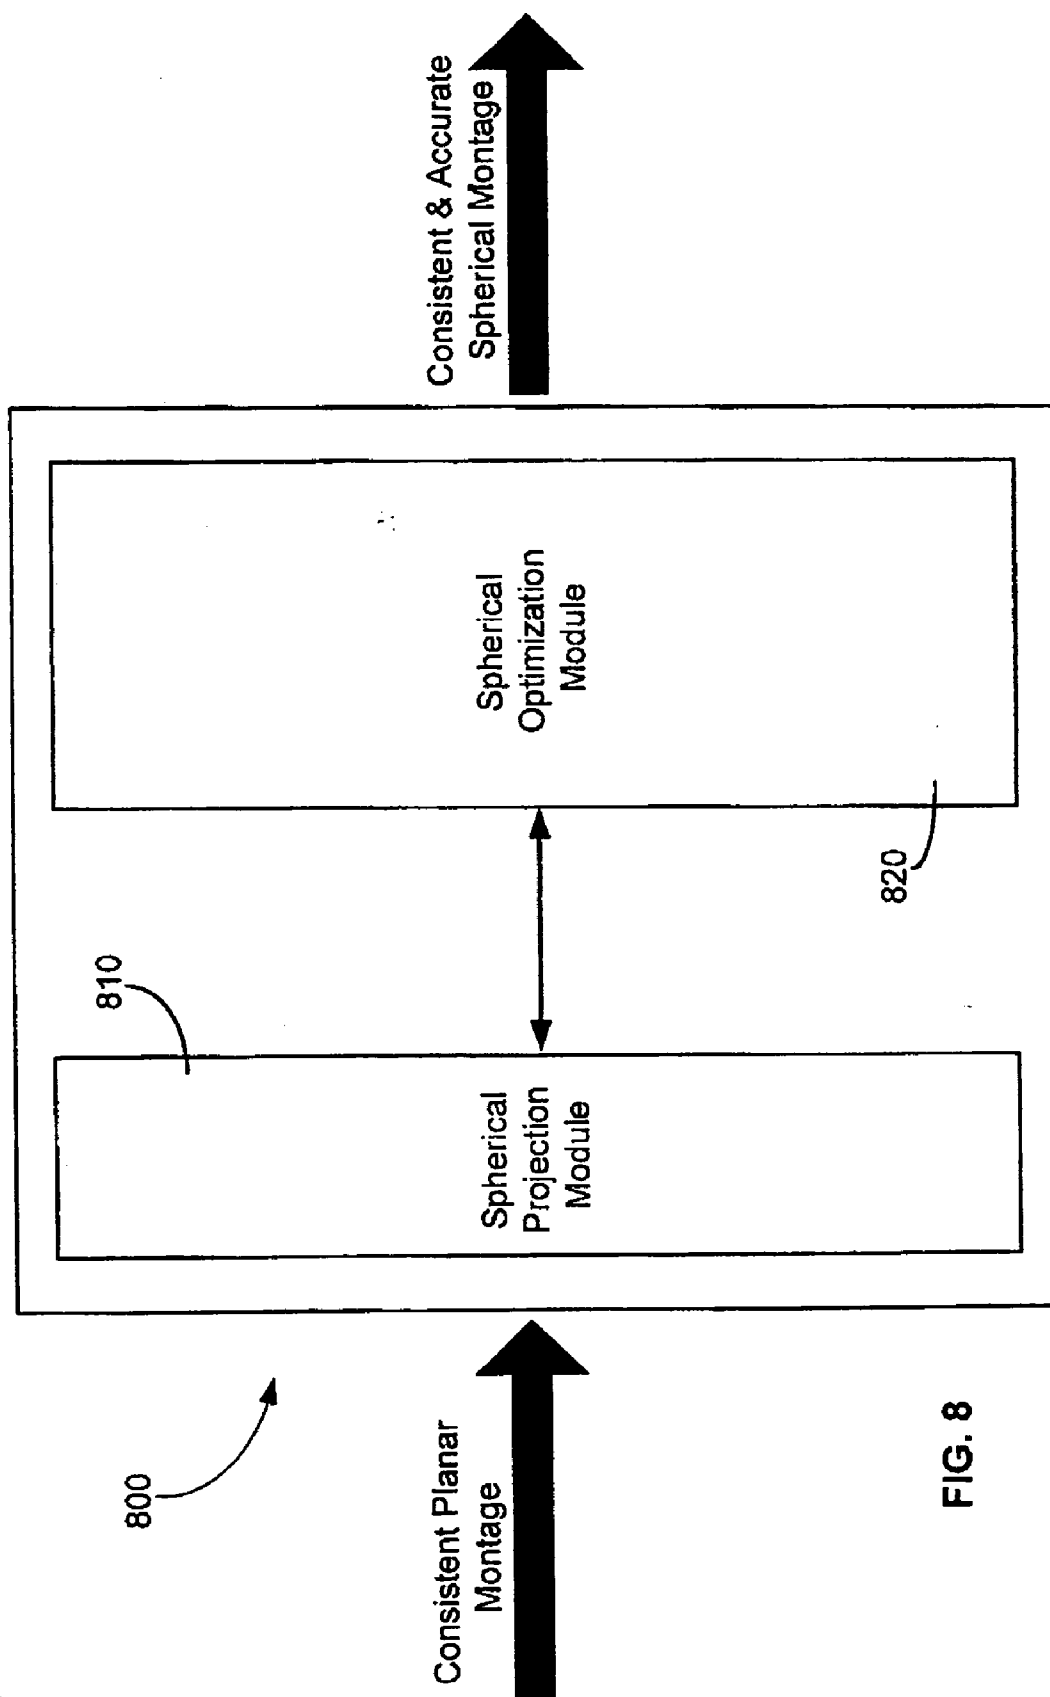 800
Consistent Planar
Montage
810
Spherical
Projection
Module
Spherical
Optimization
Module
820
Consistent & Accurate
Spherical Montage
FIG. 8